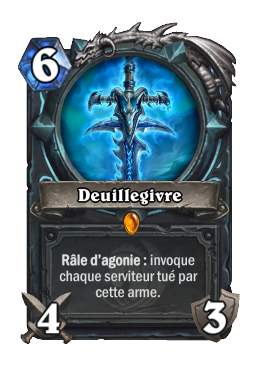 6
Deuillegivre
Râle d'agonie : invoque
chaque serviteur tué par
cette arme.
4
3